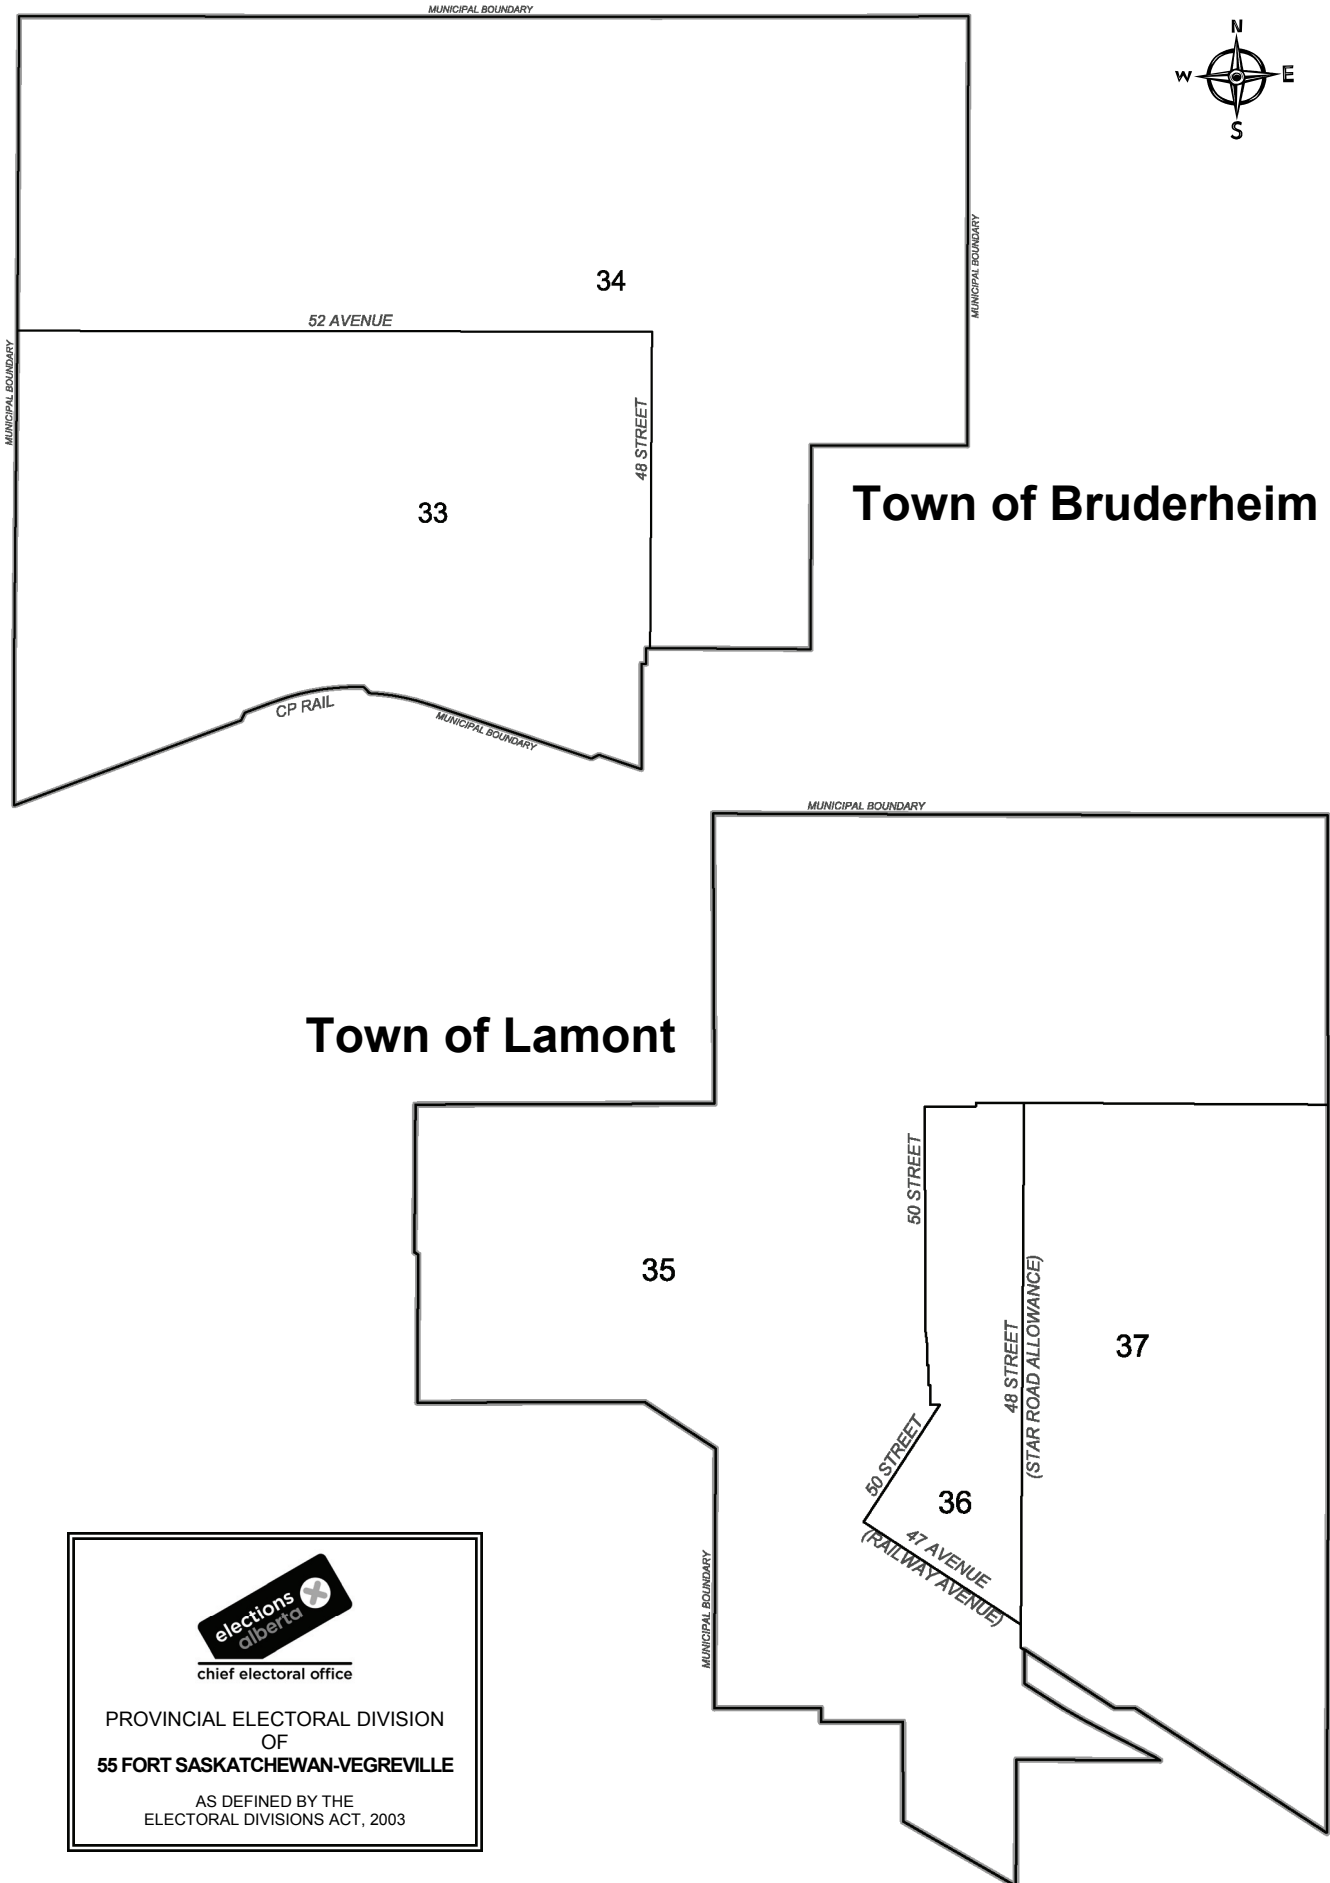 MUNICIPAL BOUNDARY
N
W
E
S
MUNICIPAL BOUNDARY
34
52 AVENUE
MUNICIPAL BOUNDARY
48 STREET
33
Town of Bruderheim
CP RAIL
MUNICIPAL BOUNDARY
MUNICIPAL BOUNDARY
Town of Lamont
50 STREET
35
48 STREET
(STAR ROAD ALLOWANCE)
37
50 STREET
36
47 AVENUE
(RAILWAY AVENUE)
MUNICIPAL BOUNDARY
elections
alberta
chief electoral office
PROVINCIAL ELECTORAL DIVISION
OF
55 FORT SASKATCHEWAN-VEGREVILLE
AS DEFINED BY THE
ELECTORAL DIVISIONS ACT, 2003